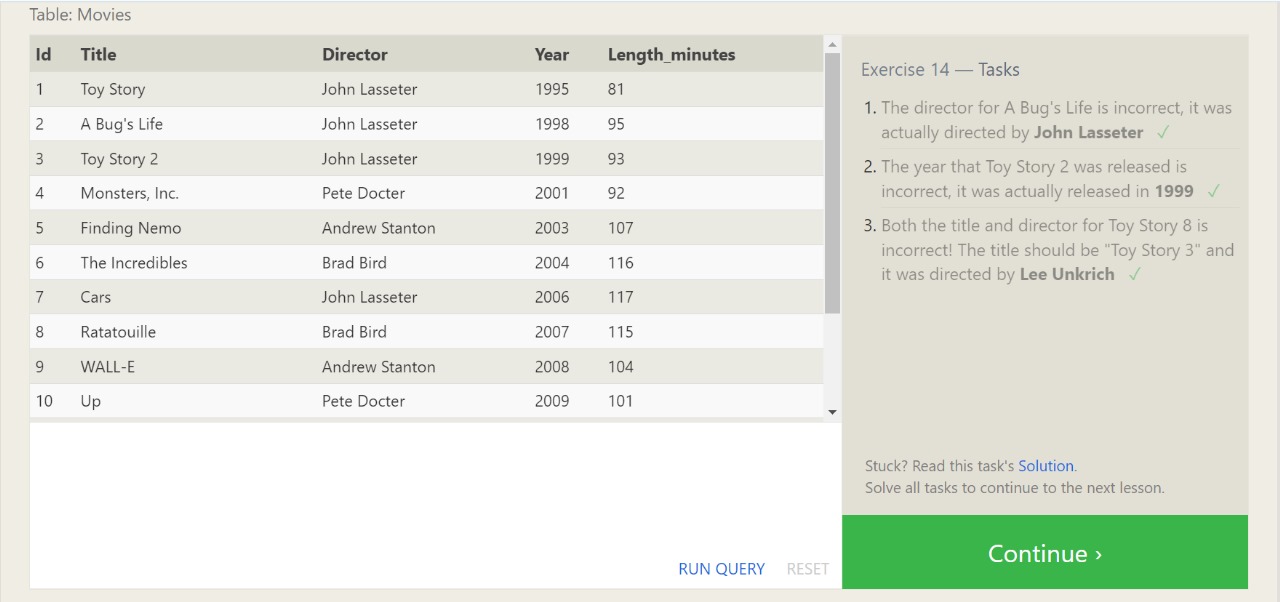 Table: Movies
Id Title Director Year Length_minutes
1 Toy Story John Lasseter 1995 81
2 A Bug's Life John Lasseter 1998 95
3 Toy Story 2 John Lasseter 1999 93
4 Monsters, Inc. Pete Docter 2001 92
5 Finding Nemo Andrew Stanton 2003 107
6 The Incredibles Brad Bird 2004 116
7 Cars John Lasseter 2006 117
8 Ratatouille Brad Bird 2007 115
9 WALL-E Andrew Stanton 2008 104
10 Up Pete Docter 2009 101
RUN QUERY RESET
Exercise 14 — Tasks
1. The director for A Bug's Life is incorrect, it was
actually directed by John Lasseter ✓
2. The year that Toy Story 2 was released is
incorrect, it was actually released in 1999 ✓
3. Both the title and director for Toy Story 8 is
incorrect! The title should be "Toy Story 3" and
it was directed by Lee Unkrich ✓
Stuck? Read this task's Solution.
Solve all tasks to continue to the next lesson.
Continue ›